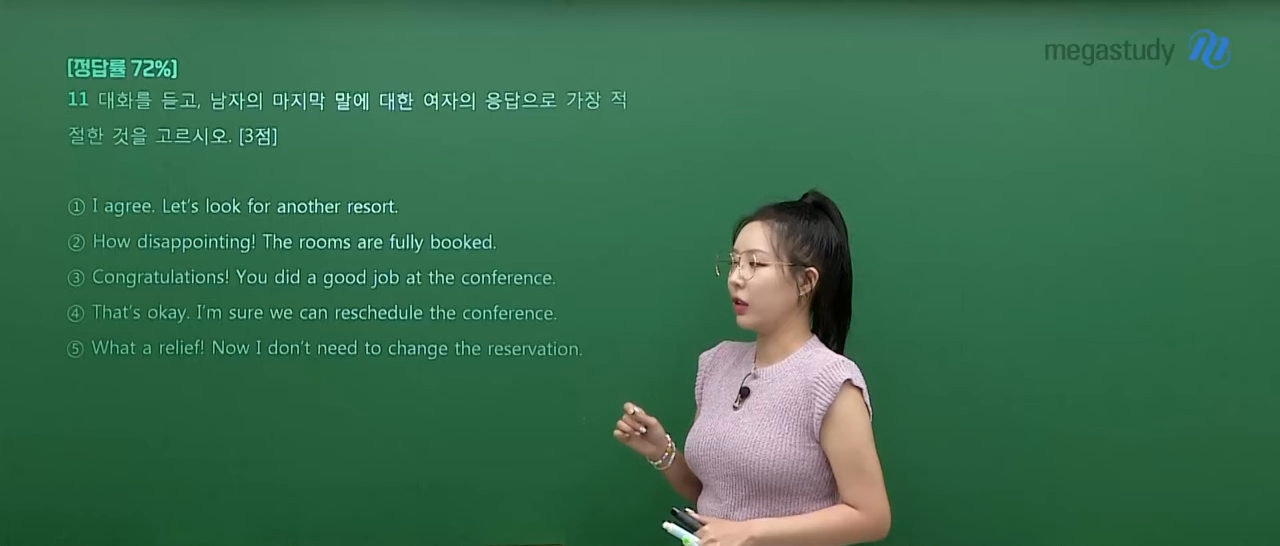 megastudy
[정답률 72%]
11 대화를 듣고, 남자의 마지막 말에 대한 여자의 응답으로 가장 적
절한 것을 고르시오. [3점]
① I agree. Let's look for another resort.
② How disappointing! The rooms are fully booked.
③ Congratulations! You did a good job at the conference.
④ That's okay. I'm sure we can reschedule the conference.
⑤ What a relief! Now I don't need to change the reservation.